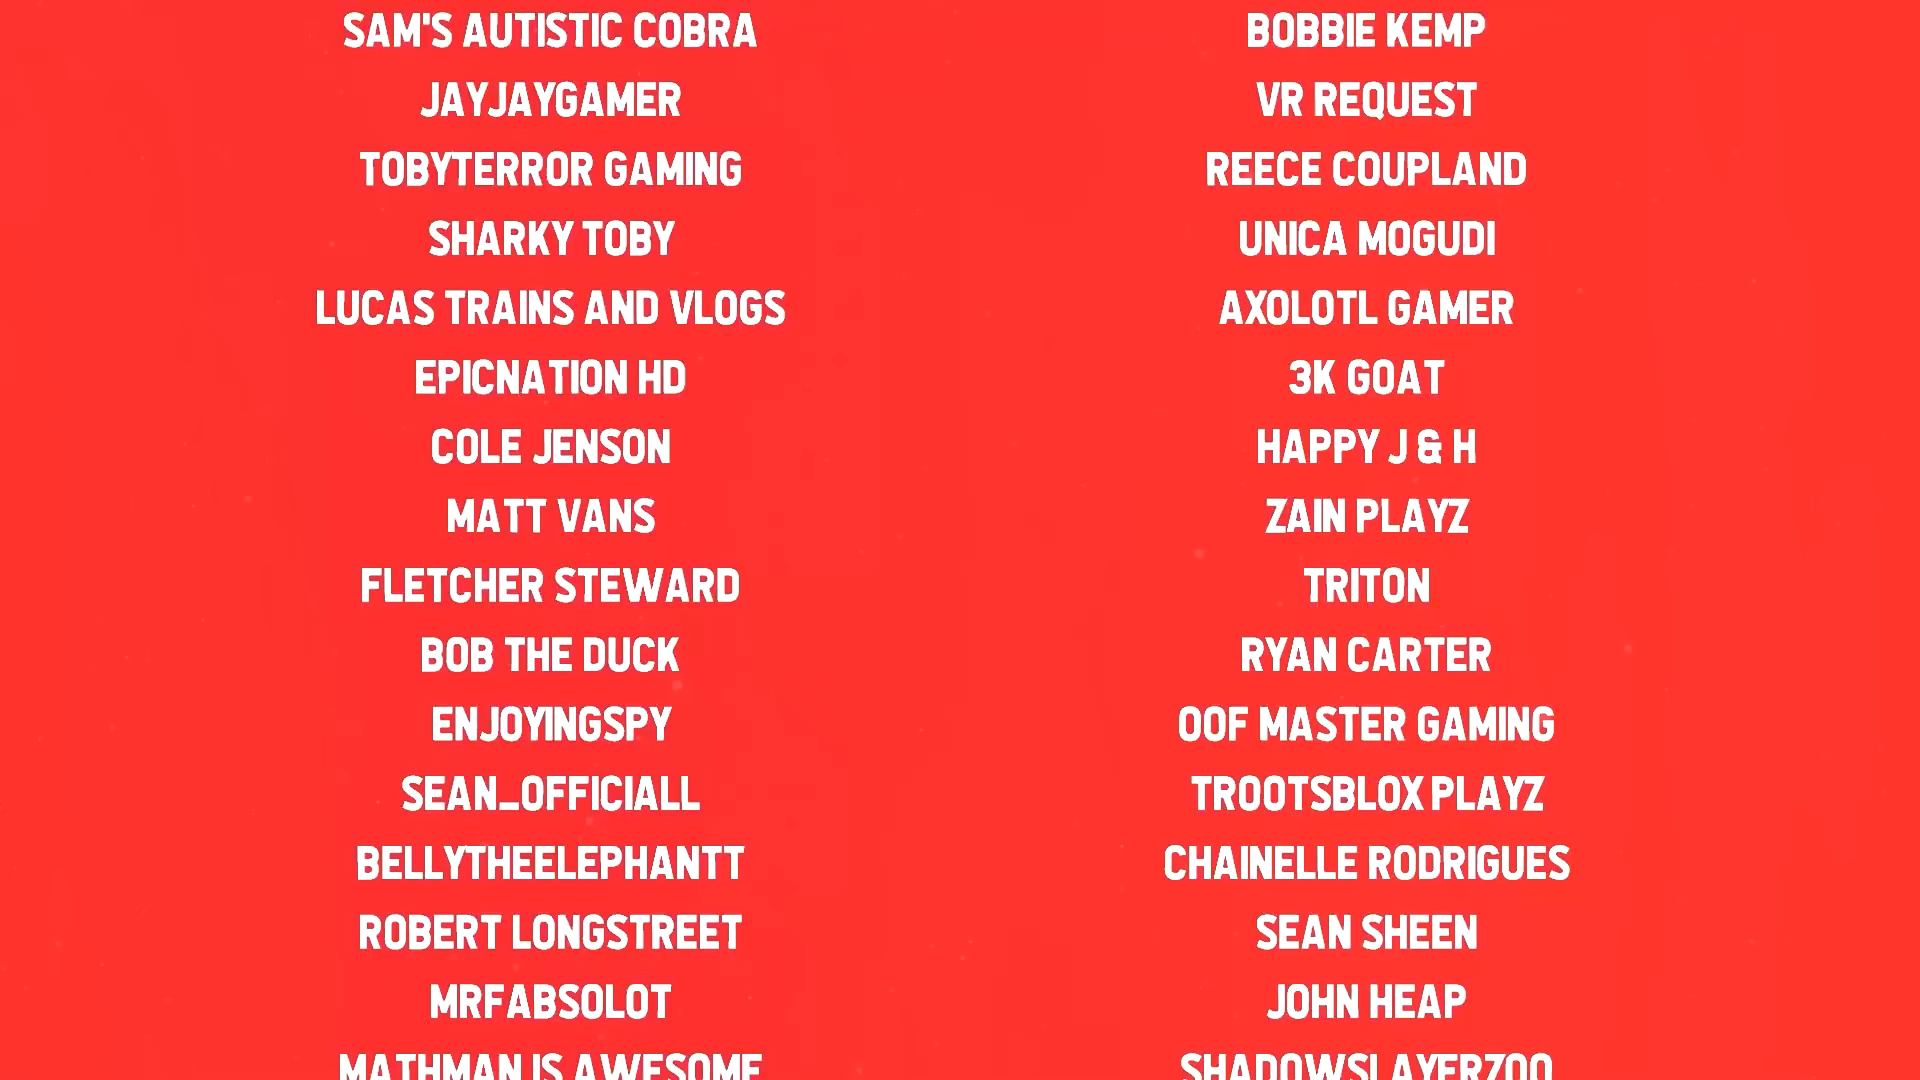 SAM'S AUTISTIC COBRA
JAYJAYGAMER
TOBYTERROR GAMING
SHARKY TOBY
LUCAS TRAINS AND VLOGS
EPICNATION HD
COLE JENSON
MATT VANS
FLETCHER STEWARD
BOB THE DUCK
ENJOYINGSPY
SEAN_OFFICIALL
BELLYTHEELEPHANTT
ROBERT LONGSTREET
MRFABSOLOT
MATHMAN IS AWESOME
BOBBIE KEMP
VR REQUEST
REECE COUPLAND
UNICA MOGUDI
AXOLOTL GAMER
3K GOAT
HAPPY J & H
ZAIN PLAYZ
TRITON
RYAN CARTER
OOF MASTER GAMING
TROOTSBLOX PLAYZ
CHAINELLE RODRIGUES
SEAN SHEEN
JOHN HEAP